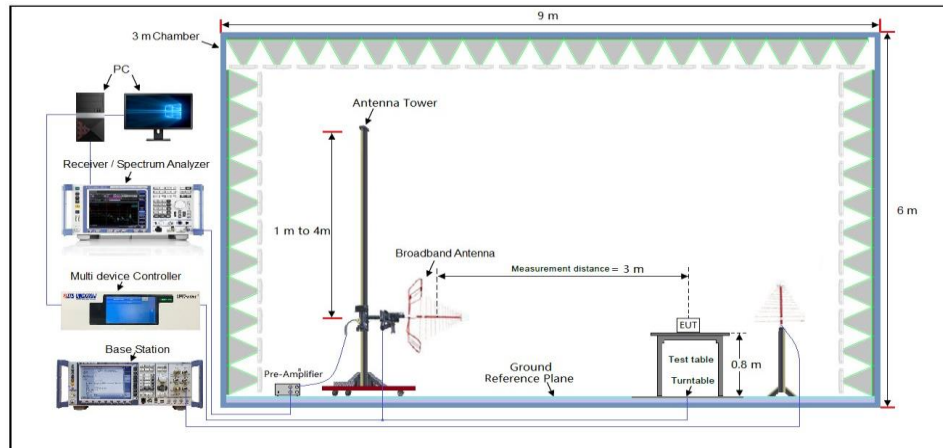 9 m
3 m Chamber
PC
Antenna Tower
Receiver / Spectrum Analyzer
6 m
1 m to 4m
Broadband Antenna
Measurement distance = 3 m
Multi device Controller
EUT
Base Station
Pre-Amplifier
Ground
Reference Plane
Test table
0.8 m
Turntable